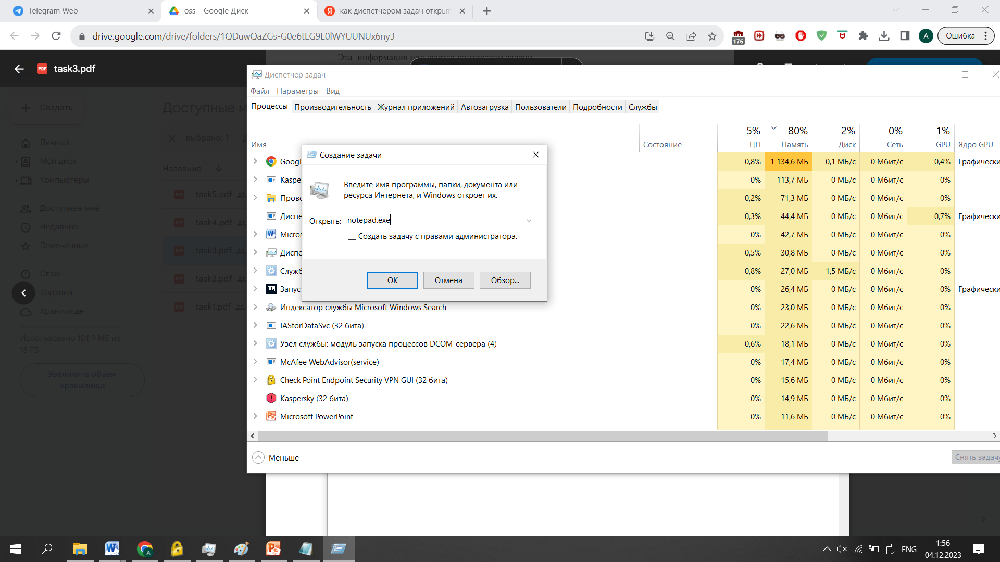 Telegram Web
oss – Google Диск
как диспетчером задач открыт
drive.google.com/drive/folders/1QDuwQaZGs-G0e6tEG9E0lWYUUNUx6ny3
176
A
Ошибка
Эта информация называется контекстом задачи
PDF task3.pdf
Создать
Доступные м
Личный
выбрано: 1
Мой диск
Название
Компьютеры
task5.pdf
Доступные мне
task4.pdf
Недавние
Помеченные
task3.pdf
Спам
task2.pdf
Корзина
task1.pdf
Хранилище
Использовано 101,9 МБ из
15 ГБ
Увеличить объем
хранилища
Диспетчер задач
Файл Параметры Вид
Процессы Производительность Журнал приложений Автозагрузка Пользователи Подробности Службы
5% 80% 2% 0% 1%
Имя Состояние ЦП Память Диск Сеть GPU Ядро GPU
Googl 0,8% 1 134,6 МБ 0,1 МБ/с 0 Мбит/с 0,4% Графически
Kaspe 0% 113,7 МБ 0 МБ/с 0 Мбит/с 0%
Прово 0,2% 71,3 МБ 0 МБ/с 0 Мбит/с 0%
Диспе 0,3% 44,4 МБ 0 МБ/с 0 Мбит/с 0,7% Графически
Micros 0% 42,7 МБ 0 МБ/с 0 Мбит/с 0%
Диспе 0,5% 30,8 МБ 0 МБ/с 0 Мбит/с 0%
Служб 0,8% 27,0 МБ 1,5 МБ/с 0 Мбит/с 0%
Запуст 0% 26,4 МБ 0 МБ/с 0 Мбит/с 0% Графически
Индексатор службы Microsoft Windows Search 0% 23,0 МБ 0 МБ/с 0 Мбит/с 0%
IAStorDataSvc (32 бита) 0% 22,6 МБ 0 МБ/с 0 Мбит/с 0%
Узел службы: модуль запуска процессов DCOM-сервера (4) 0,6% 18,1 МБ 0 МБ/с 0 Мбит/с 0%
McAfee WebAdvisor(service) 0% 17,4 МБ 0 МБ/с 0 Мбит/с 0%
Check Point Endpoint Security VPN GUI (32 бита) 0% 15,6 МБ 0 МБ/с 0 Мбит/с 0%
Kaspersky (32 бита) 0% 14,9 МБ 0 МБ/с 0 Мбит/с 0%
Microsoft PowerPoint 0% 11,6 МБ 0 МБ/с 0 Мбит/с 0%
Меньше
Снять задачу
Создание задачи
Введите имя программы, папки, документа или
ресурса Интернета, и Windows откроет их.
Открыть: notepad.exe
Создать задачу с правами администратора.
ОК Отмена Обзор...
ENG
1:56
04.12.2023